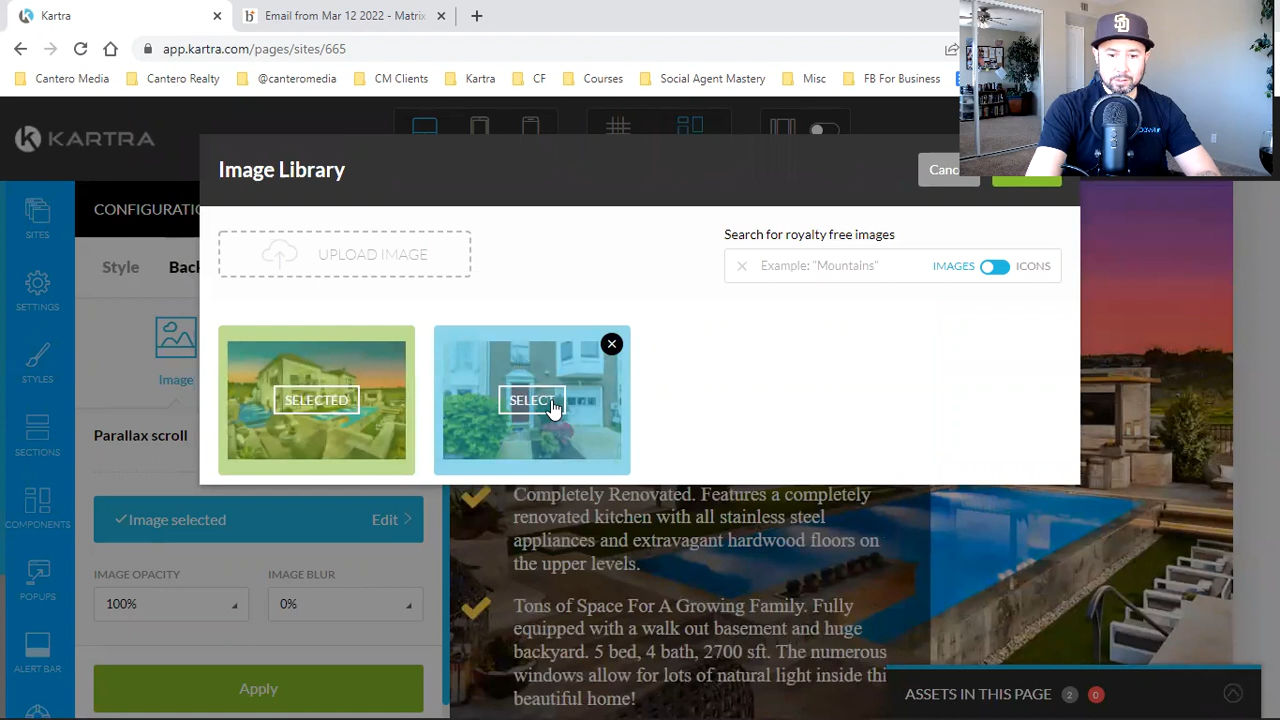 Kartra
Email from Mar 12 2022 - Matrix
app.kartra.com/pages/sites/665
Cantero Media
Cantero Realty
@canteromedia
CM Clients
Kartra
CF
Courses
Social Agent Mastery
Misc
FB For Business
KARTRA
SD
Image Library
Canc
CONFIGURATIO
UPLOAD IMAGE
Search for royalty free images
Example: "Mountains"
IMAGES
ICONS
SITES
SETTINGS
STYLES
SECTIONS
COMPONENTS
POPUPS
ALERT BAR
Style
Back
Image
SELECTED
SELECT
Parallax scroll
Image selected
Edit
IMAGE OPACITY
IMAGE BLUR
100%
0%
Apply
Completely Renovated. Features a completely
renovated kitchen with all stainless steel
appliances and extravagant hardwood floors on
the upper levels.
Tons of Space For A Growing Family. Fully
equipped with a walk out basement and huge
backyard. 5 bed, 4 bath, 2700 sft. The numerous
windows allow for lots of natural light inside thi
beautiful home!
ASSETS IN THIS PAGE
2
0